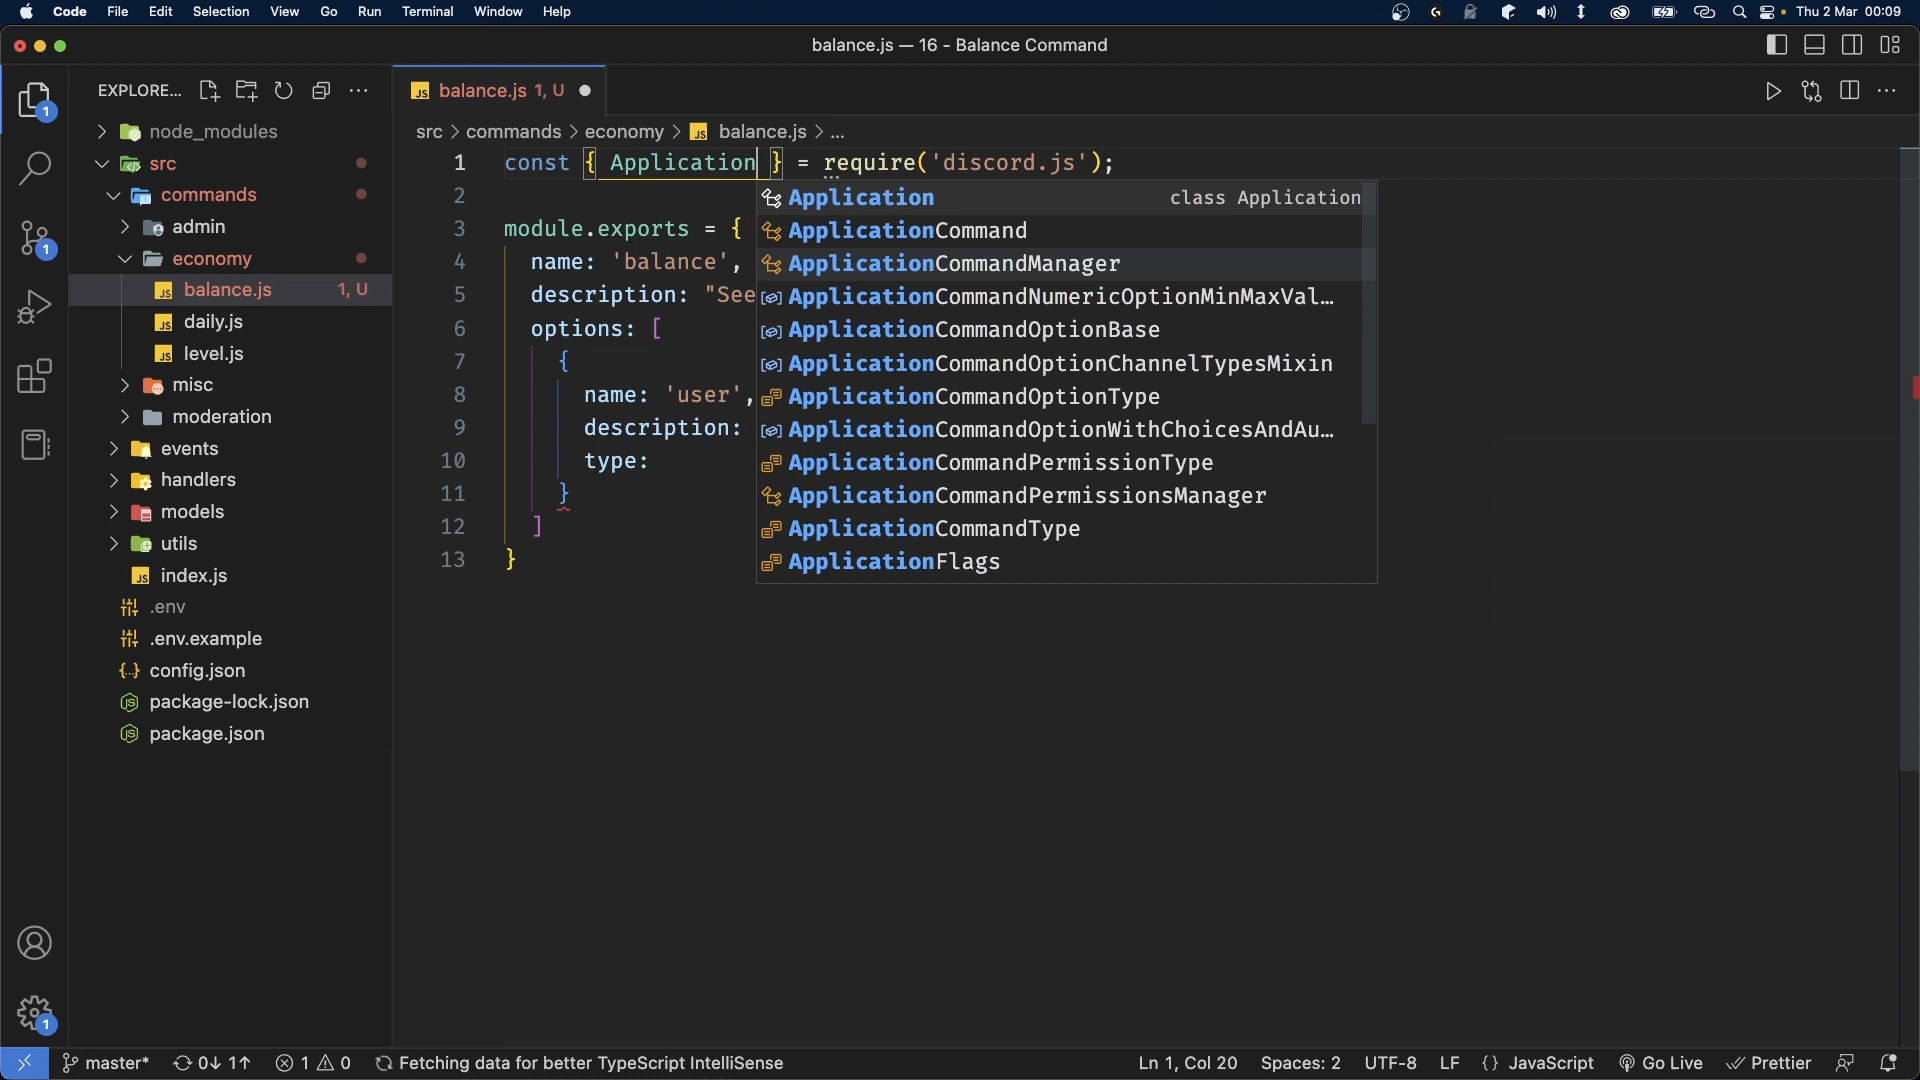 Code File Edit Selection View Go Run Terminal Window Help Thu 2 Mar 00:09
balance.js — 16 - Balance Command
EXPLORE...
balance.js 1, U
src > commands > economy > balance.js > ...
node_modules
src
commands
admin
economy
balance.js 1, U
daily.js
level.js
misc
moderation
events
handlers
models
utils
index.js
.env
.env.example
config.json
package-lock.json
package.json
1 const { Application } = require('discord.js');
2
3 module.exports = {
4 name: 'balance',
5 description: "See
6 options: [
7 {
8 name: 'user',
9 description:
10 type:
11 }
12 ]
13 }
Application class Application
ApplicationCommand
ApplicationCommandManager
ApplicationCommandNumericOptionMinMaxVal…
ApplicationCommandOptionBase
ApplicationCommandOptionChannelTypesMixin
ApplicationCommandOptionType
ApplicationCommandOptionWithChoicesAndAu…
ApplicationCommandPermissionType
ApplicationCommandPermissionsManager
ApplicationCommandType
ApplicationFlags
1
1
1
master* 0↓ 1↑ 1 0 Fetching data for better TypeScript IntelliSense Ln 1, Col 20 Spaces: 2 UTF-8 LF {} JavaScript Go Live Prettier